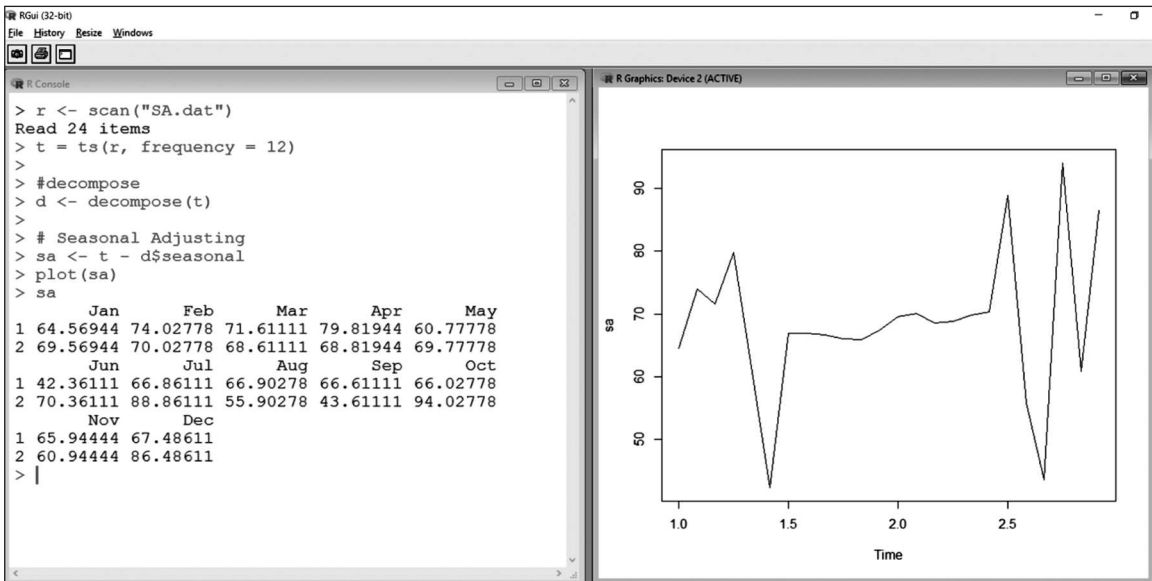 RGui (32-bit)
File History Resize Windows
R Console
> r <- scan("SA.dat")
Read 24 items
> t = ts(r, frequency = 12)
>
> #decompose
> d <- decompose(t)
>
> # Seasonal Adjusting
> sa <- t - d$seasonal
> plot(sa)
> sa
Jan Feb Mar Apr May
1 64.56944 74.02778 71.61111 79.81944 60.77778
2 69.56944 70.02778 68.61111 68.81944 69.77778
Jun Jul Aug Sep Oct
1 42.36111 66.86111 66.90278 66.61111 66.02778
2 70.36111 88.86111 55.90278 43.61111 94.02778
Nov Dec
1 65.94444 67.48611
2 60.94444 86.48611
> |
R Graphics: Device 2 (ACTIVE)
90
80
70
60
50
sa
1.0 1.5 2.0 2.5
Time